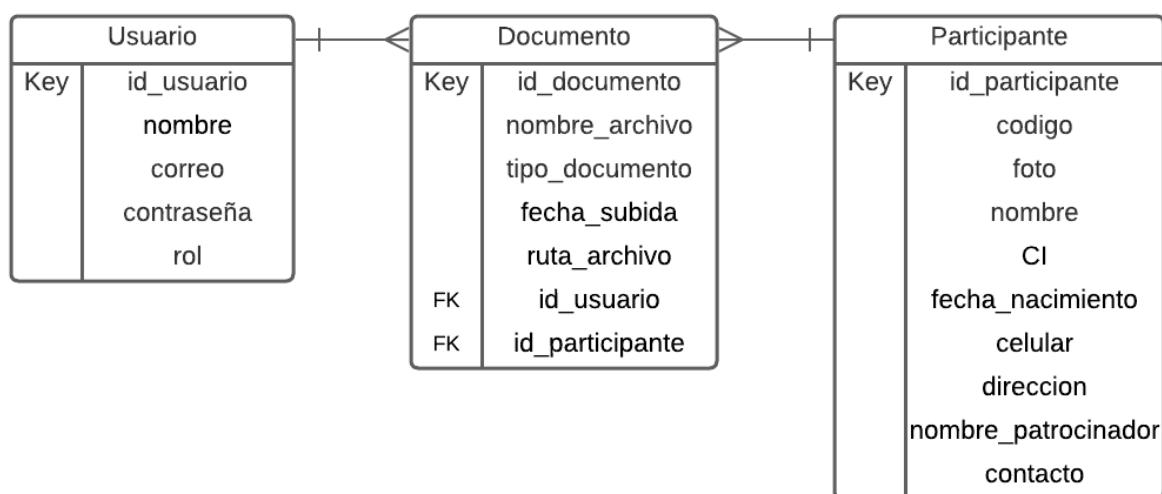 Usuario
Key id_usuario
nombre
correo
contraseña
rol
Documento
Key id_documento
nombre_archivo
tipo_documento
fecha_subida
ruta_archivo
FK id_usuario
FK id_participante
Participante
Key id_participante
codigo
foto
nombre
CI
fecha_nacimiento
celular
direccion
nombre_patrocinador
contacto